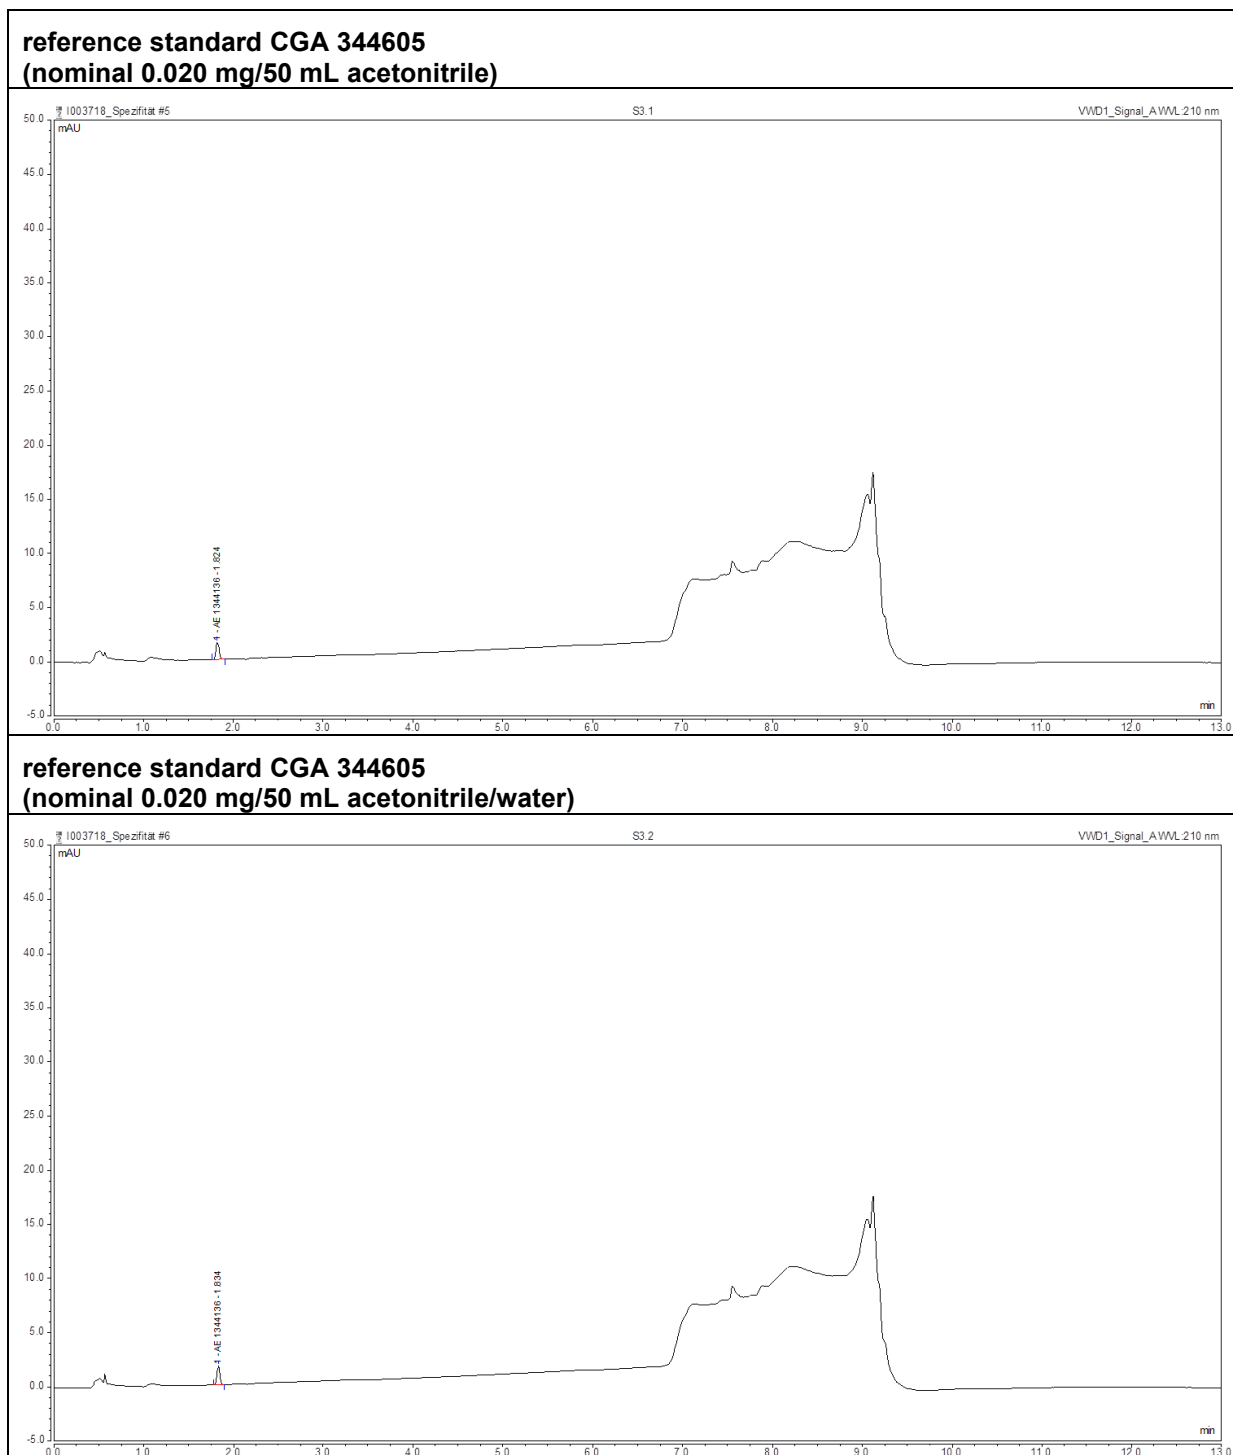 reference standard CGA 344605
(nominal 0.020 mg/50 mL acetonitrile)
I003718_Spezifität #5 S3.1 VWD1_Signal_A WVL:210 nm
mAU
50.0
45.0
40.0
35.0
30.0
25.0
20.0
15.0
10.0
5.0
0.0
-5.0
1 - AE 1344136 - 1.824
min
0.0 1.0 2.0 3.0 4.0 5.0 6.0 7.0 8.0 9.0 10.0 11.0 12.0 13.0
reference standard CGA 344605
(nominal 0.020 mg/50 mL acetonitrile/water)
I003718_Spezifität #6 S3.2 VWD1_Signal_A WVL:210 nm
mAU
50.0
45.0
40.0
35.0
30.0
25.0
20.0
15.0
10.0
5.0
0.0
-5.0
1 - AE 1344136 - 1.834
min
0.0 1.0 2.0 3.0 4.0 5.0 6.0 7.0 8.0 9.0 10.0 11.0 12.0 13.0